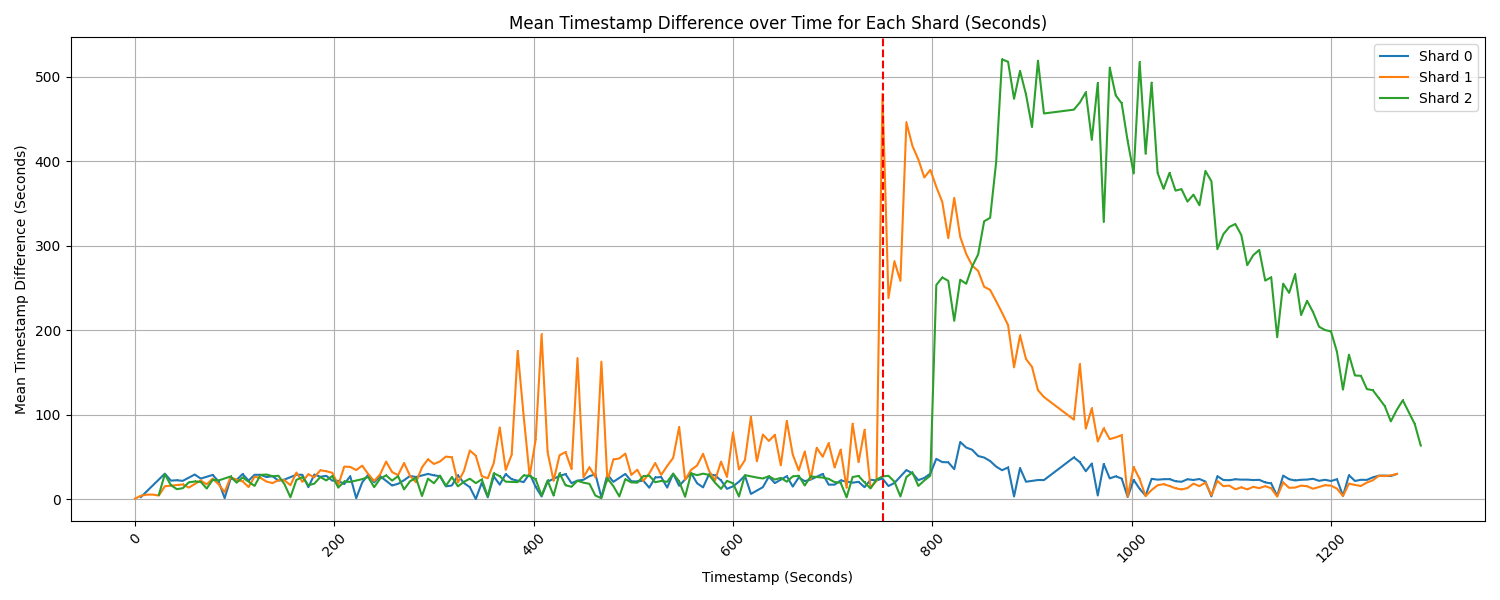 Mean Timestamp Difference over Time for Each Shard (Seconds)
Mean Timestamp Difference (Seconds)
500
400
300
200
100
0
Shard 0
Shard 1
Shard 2
0
200
400
600
800
1000
1200
Timestamp (Seconds)